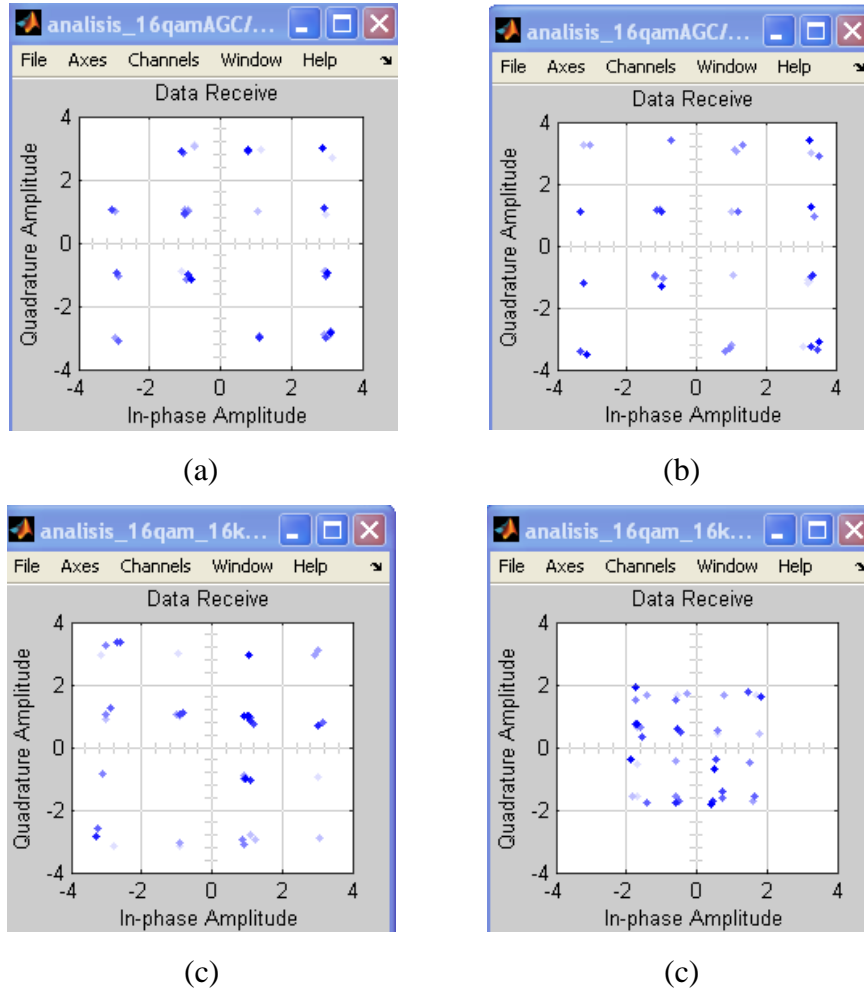 analisis_16qamAGC/...
File Axes Channels Window Help
Data Receive
Quadrature Amplitude
4
2
0
-2
-4
-4 -2 0 2 4
In-phase Amplitude
(a)
analisis_16qamAGC/...
File Axes Channels Window Help
Data Receive
Quadrature Amplitude
4
2
0
-2
-4
-4 -2 0 2 4
In-phase Amplitude
(b)
analisis_16qam_16k...
File Axes Channels Window Help
Data Receive
Quadrature Amplitude
4
2
0
-2
-4
-4 -2 0 2 4
In-phase Amplitude
(c)
analisis_16qam_16k...
File Axes Channels Window Help
Data Receive
Quadrature Amplitude
4
2
0
-2
-4
-4 -2 0 2 4
In-phase Amplitude
(c)